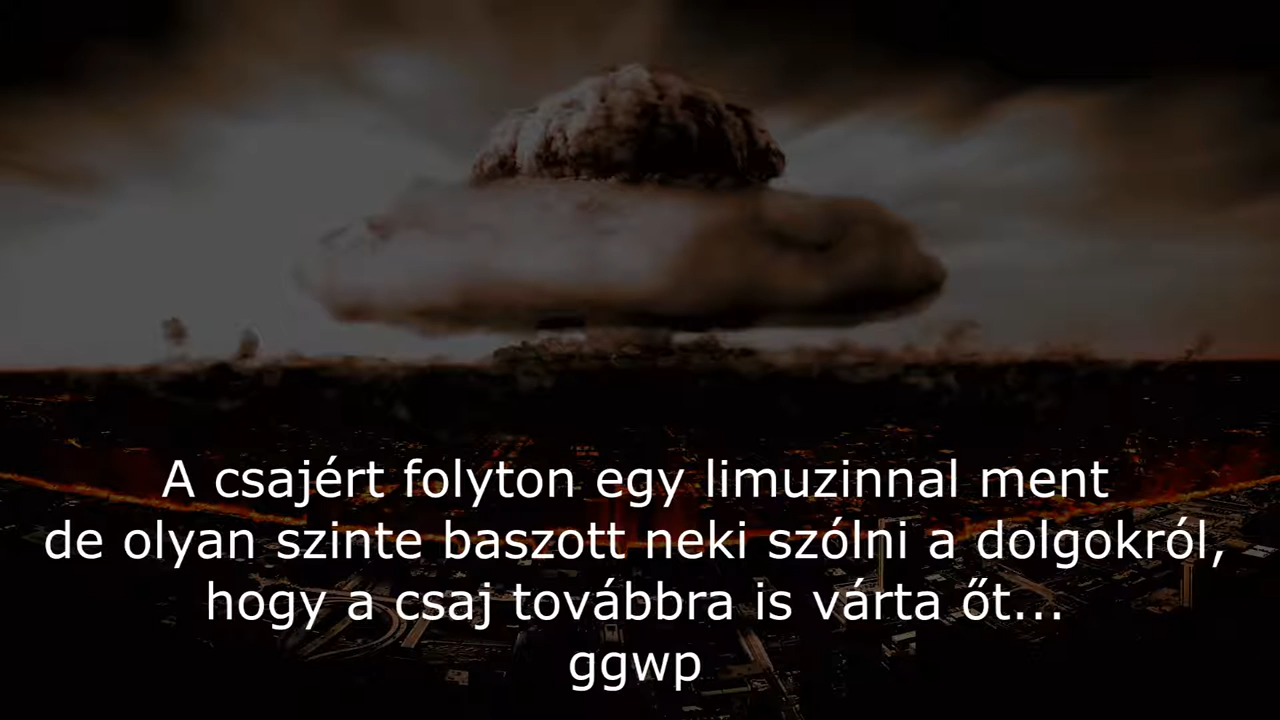 A csajért folyton egy limuzinnal ment
de olyan szinte baszott neki szólni a dolgokról,
hogy a csaj továbbra is várta őt...
ggwp